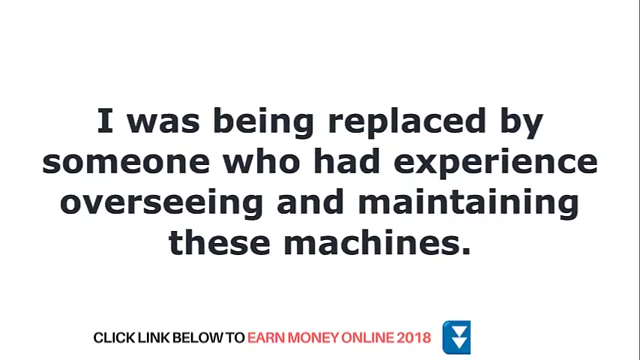 I was being replaced by
someone who had experience
overseeing and maintaining
these machines.
CLICK LINK BELOW TO EARN MONEY ONLINE 2018